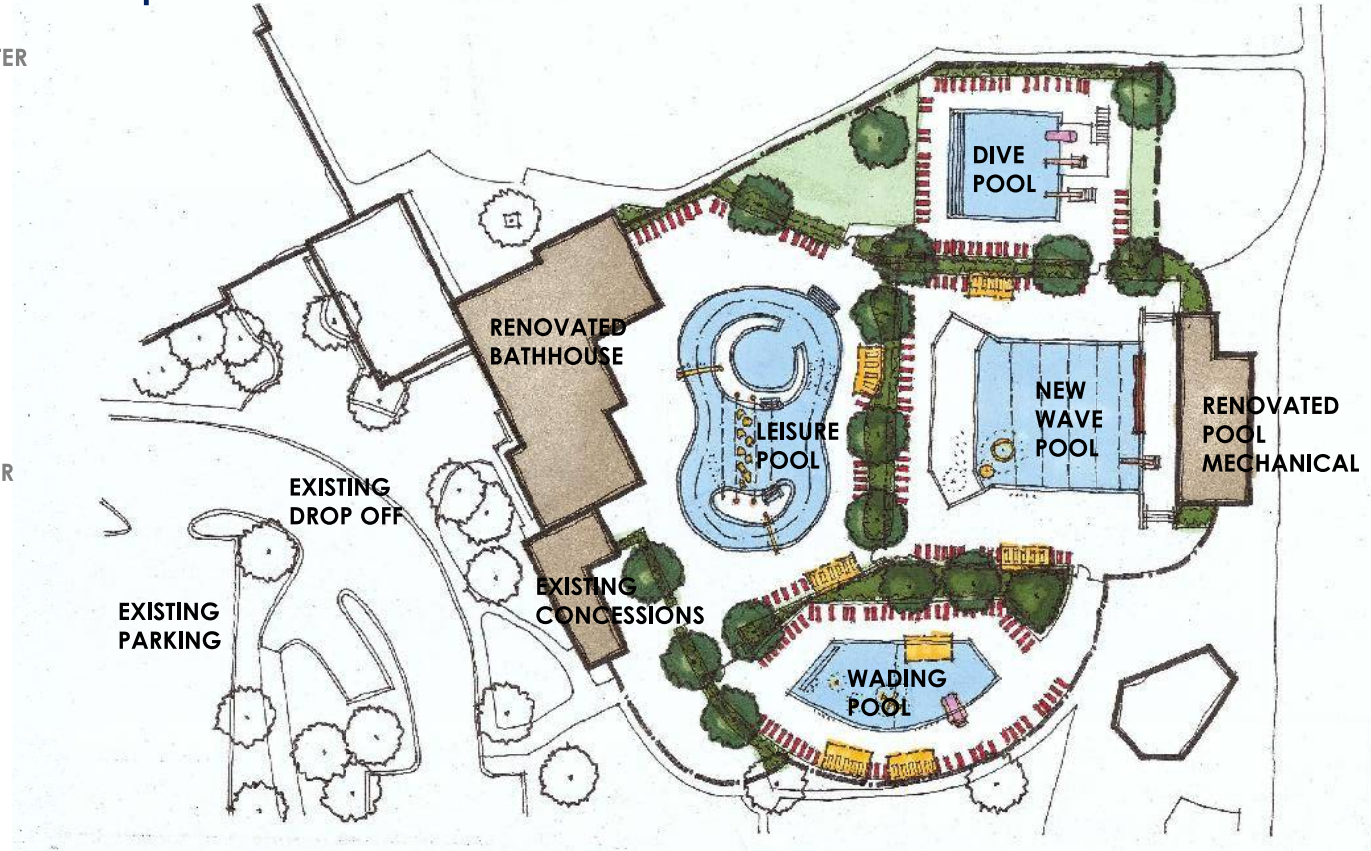 TER
DIVE
POOL
RENOVATED
BATHHOUSE
NEW
WAVE
POOL
LEISURE
POOL
RENOVATED
POOL
MECHANICAL
R
EXISTING
DROP OFF
EXISTING
CONCESSIONS
EXISTING
PARKING
WADING
POOL